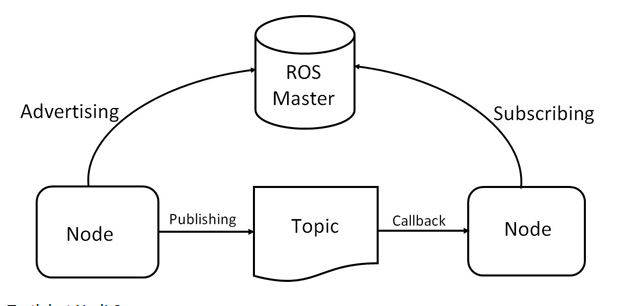 ROS
Master
Advertising
Subscribing
Node
Publishing
Topic
Callback
Node